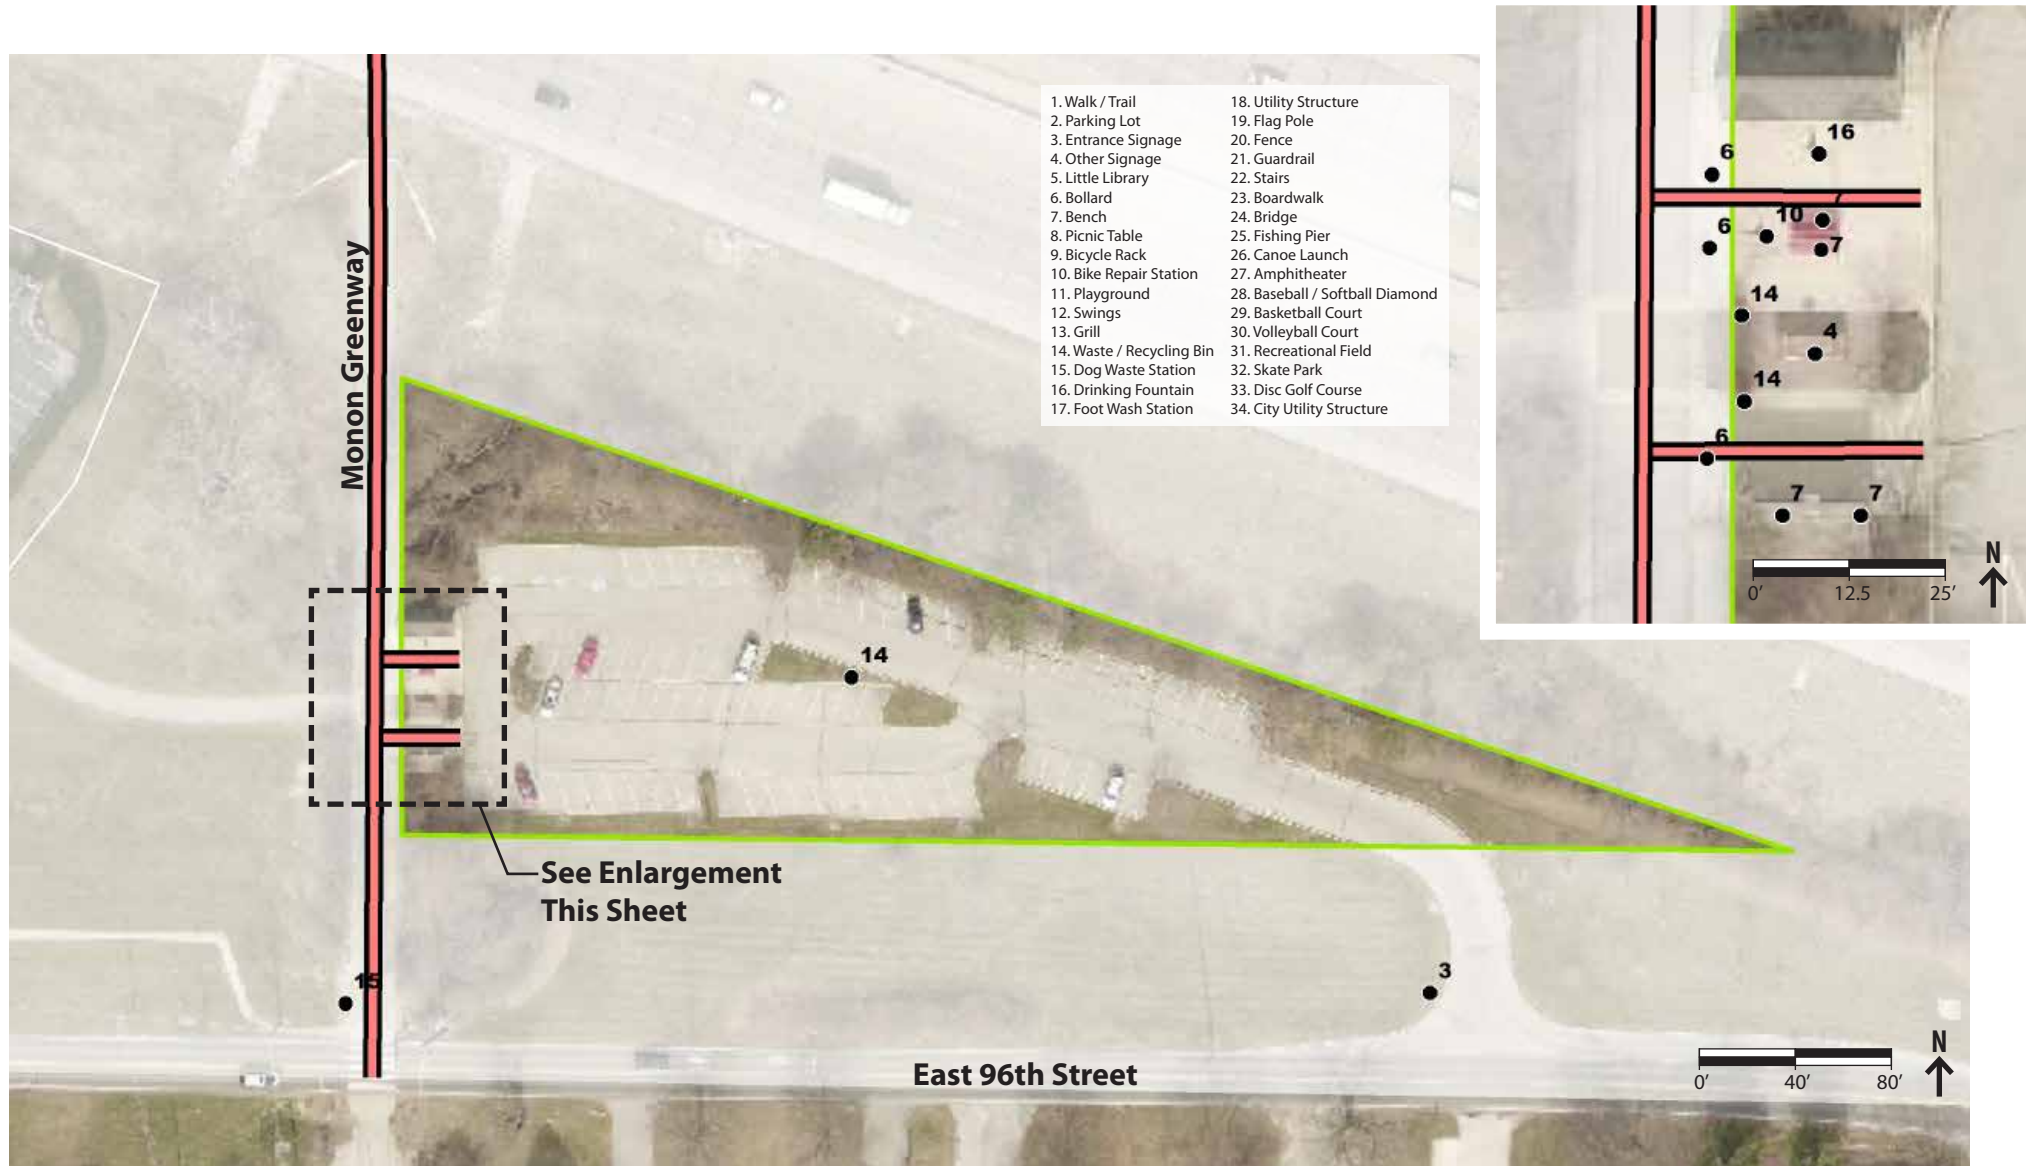 1. Walk / Trail
2. Parking Lot
3. Entrance Signage
4. Other Signage
5. Little Library
6. Bollard
7. Bench
8. Picnic Table
9. Bicycle Rack
10. Bike Repair Station
11. Playground
12. Swings
13. Grill
14. Waste / Recycling Bin
15. Dog Waste Station
16. Drinking Fountain
17. Foot Wash Station
18. Utility Structure
19. Flag Pole
20. Fence
21. Guardrail
22. Stairs
23. Boardwalk
24. Bridge
25. Fishing Pier
26. Canoe Launch
27. Amphitheater
28. Baseball / Softball Diamond
29. Basketball Court
30. Volleyball Court
31. Recreational Field
32. Skate Park
33. Disc Golf Course
34. City Utility Structure
16
6
7
10
6
7
14
4
14
6
7 7
N
0’ 12.5 25’
Monon Greenway
14
See Enlargement
This Sheet
15
3
East 96th Street
N
0’ 40’ 80’